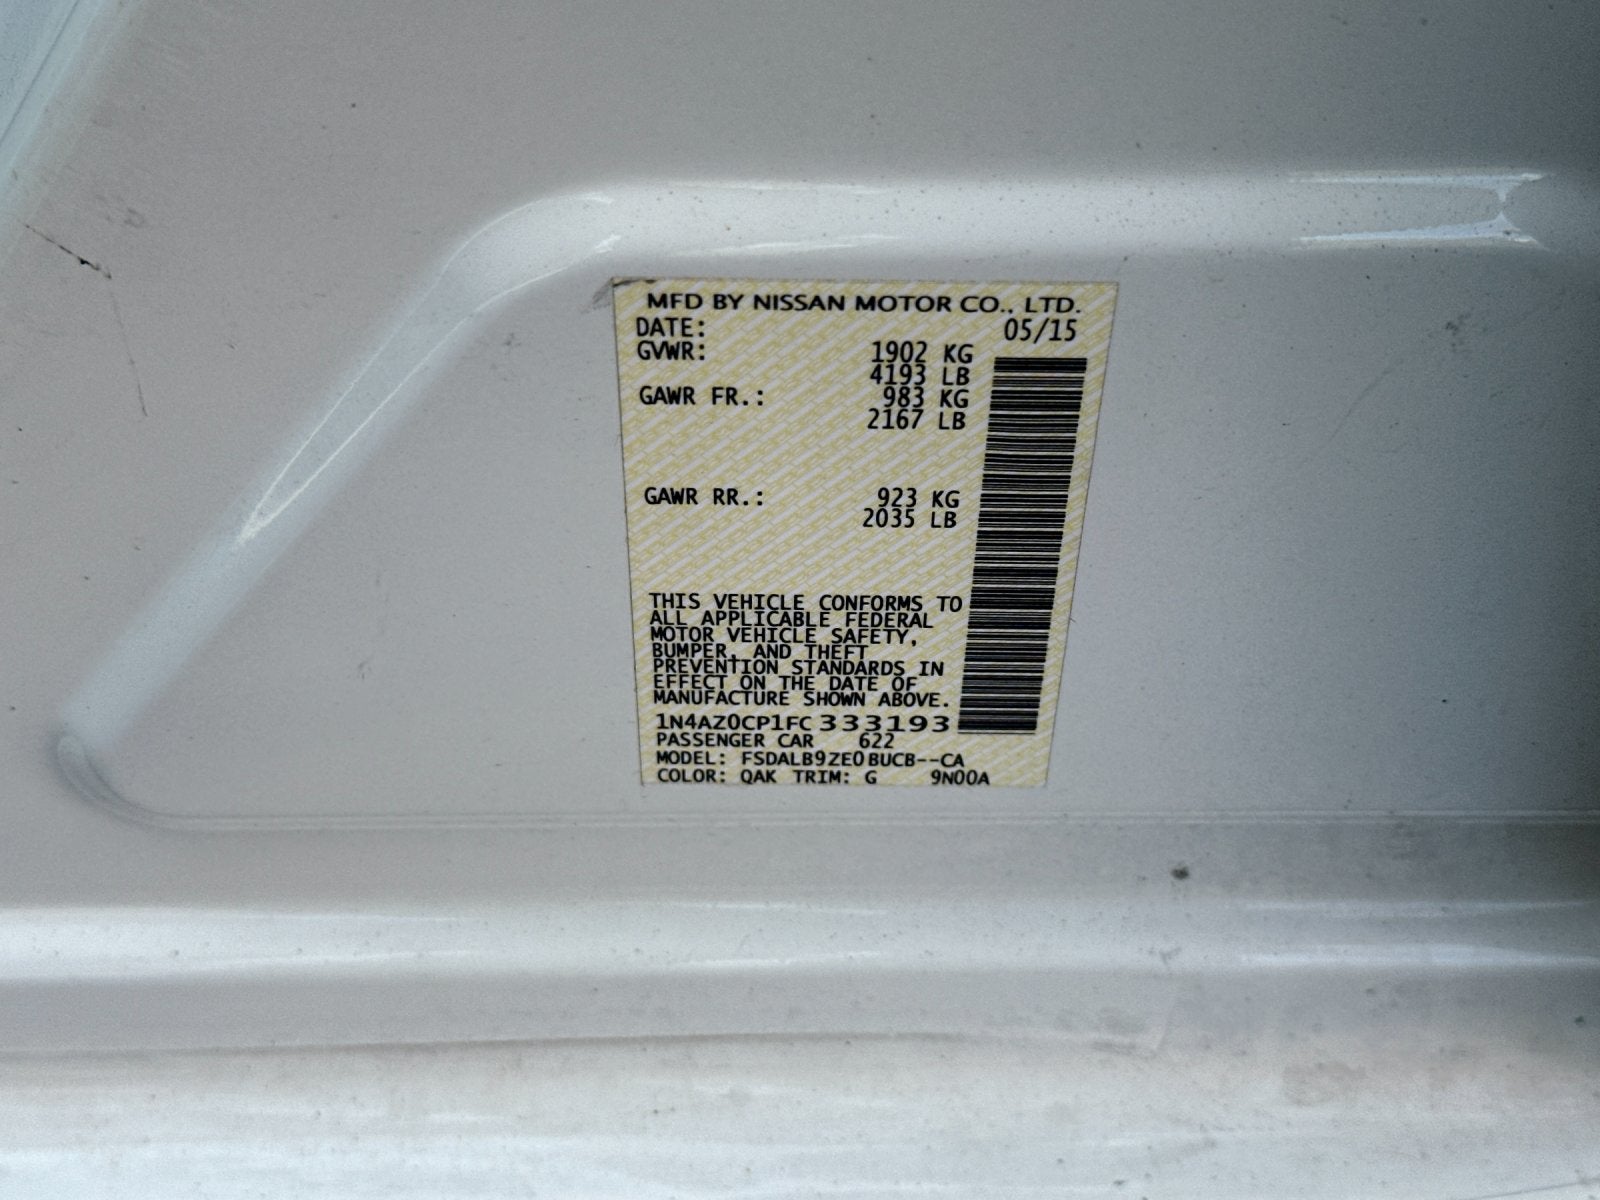 MFD BY NISSAN MOTOR CO., LTD.
DATE: 05/15
GVWR: 1902 KG
4193 LB
GAWR FR.: 983 KG
2167 LB
GAWR RR.: 923 KG
2035 LB
THIS VEHICLE CONFORMS TO
ALL APPLICABLE FEDERAL
MOTOR VEHICLE SAFETY,
BUMPER, AND THEFT
PREVENTION STANDARDS IN
EFFECT ON THE DATE OF
MANUFACTURE SHOWN ABOVE.
1N4AZ0CP1FC333193
PASSENGER CAR 622
MODEL: FSDALB9ZE0BUCB--CA
COLOR: QAK TRIM: G 9N00A